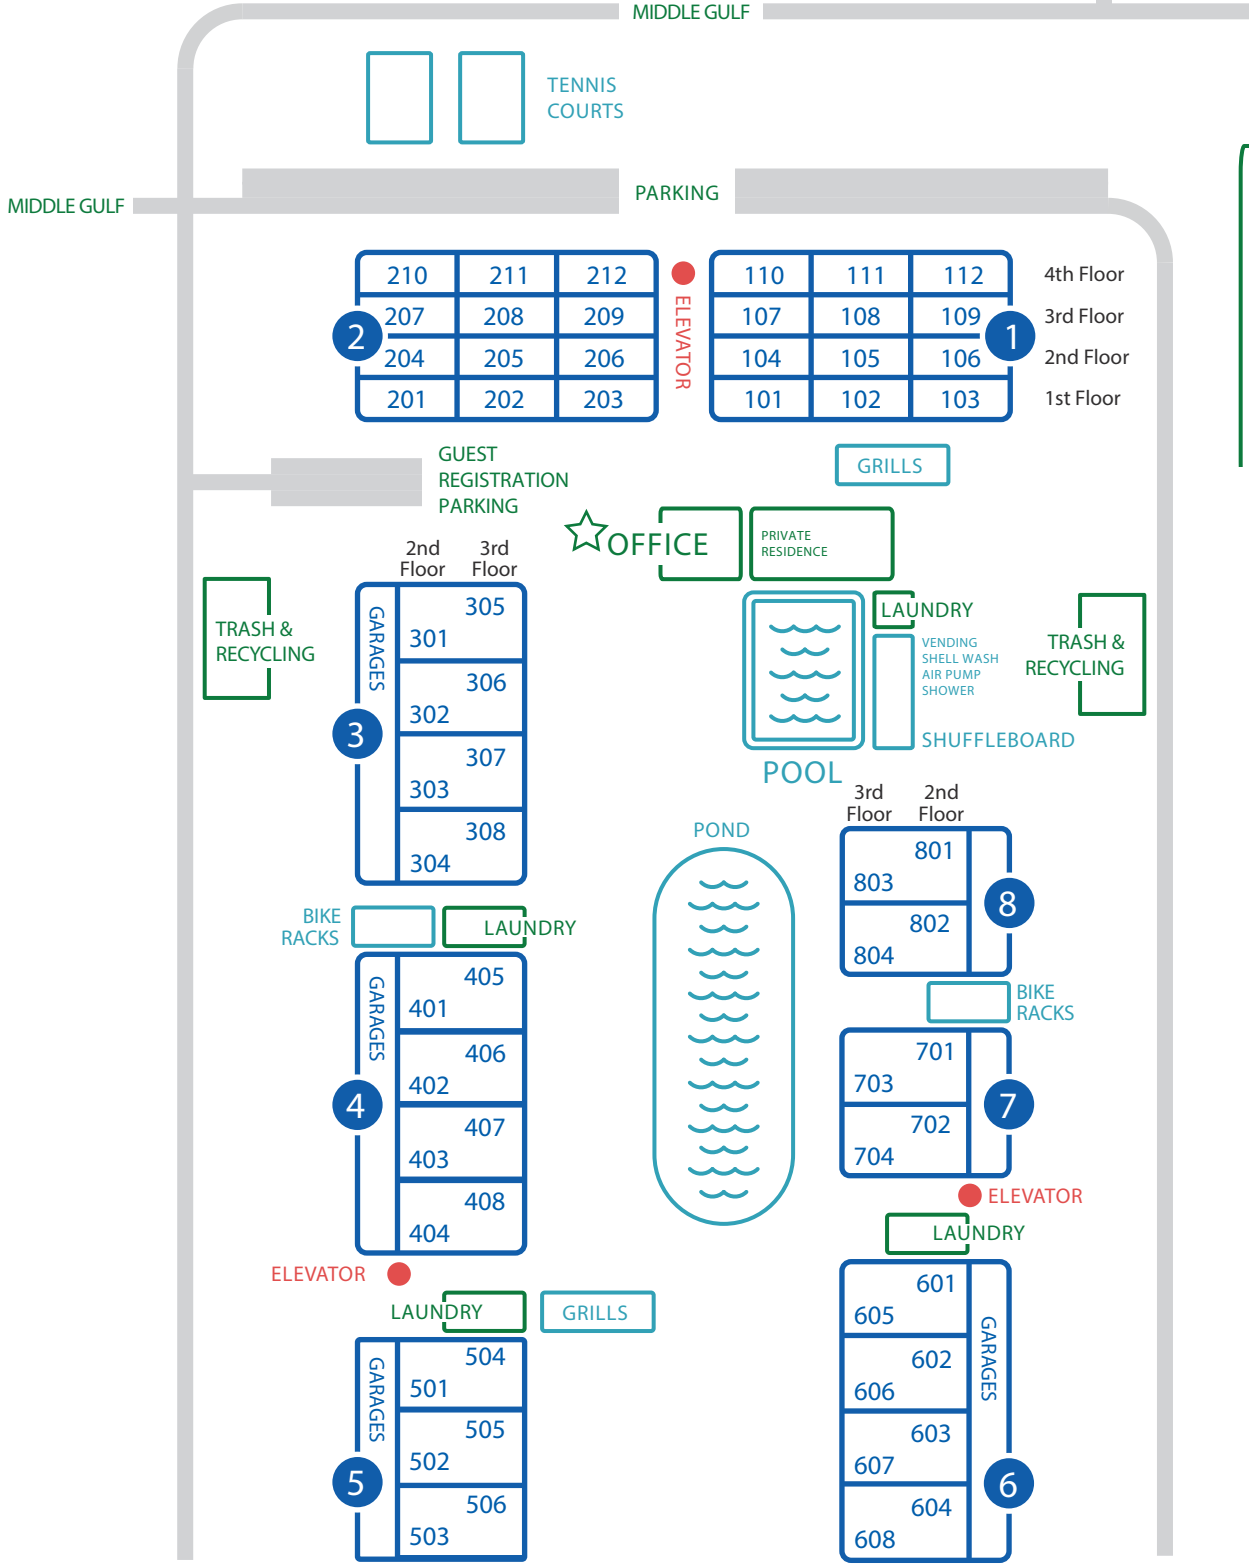 MIDDLE GULF
TENNIS
COURTS
PARKING
MIDDLE GULF
210 211 212
207 208 209
204 205 206
201 202 203
2
ELEVATOR
110 111 112 4th Floor
107 108 109 3rd Floor
104 105 106 2nd Floor
101 102 103 1st Floor
1
GUEST
REGISTRATION
PARKING
GRILLS
OFFICE
PRIVATE
RESIDENCE
2nd
Floor
3rd
Floor
TRASH &
RECYCLING
GARAGES
305
301
306
302
307
303
308
304
3
LAUNDRY
VENDING
SHELL WASH
AIR PUMP
SHOWER
SHUFFLEBOARD
TRASH &
RECYCLING
POOL
3rd
Floor
2nd
Floor
POND
801
803
802
804
8
BIKE
RACKS
LAUNDRY
GARAGES
405
401
406
402
407
403
408
404
4
BIKE
RACKS
701
703
702
704
7
ELEVATOR
LAUNDRY
ELEVATOR
LAUNDRY
GRILLS
GARAGES
504
501
505
502
506
503
5
601
605
602
606
603
607
604
608
GARAGES
6